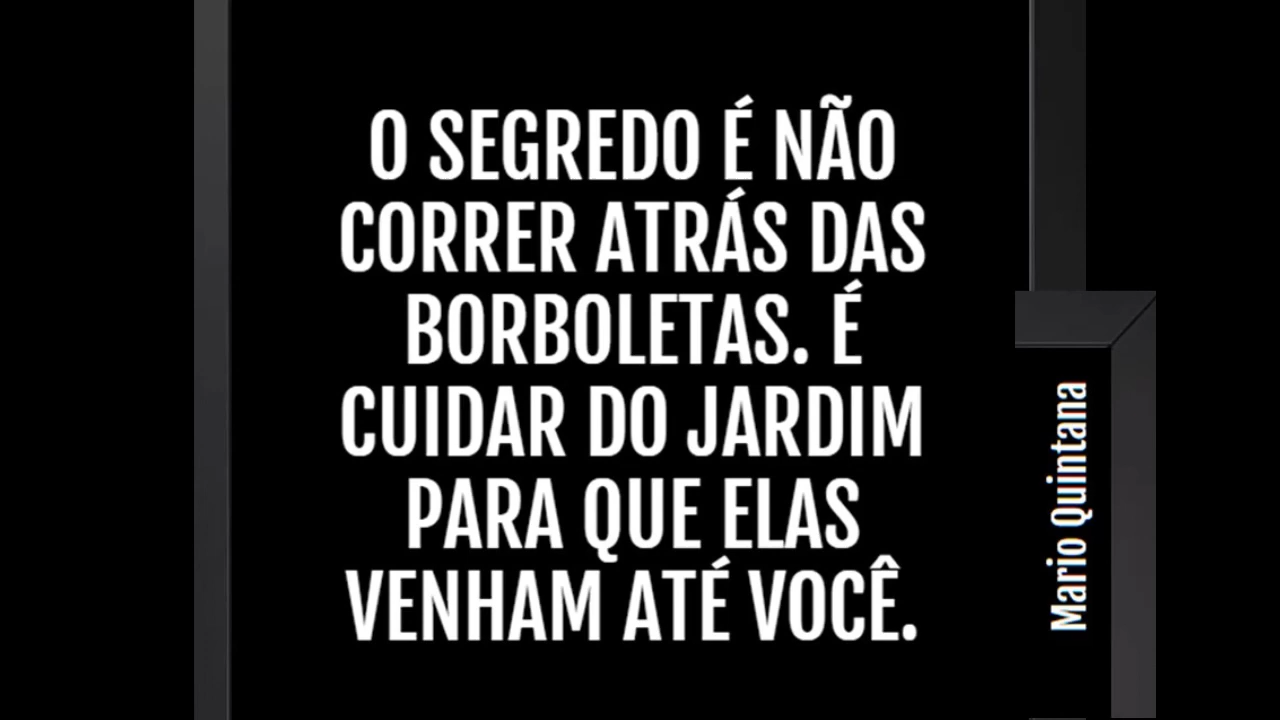 O SEGREDO É NÃO
CORRER ATRÁS DAS
BORBOLETAS. É
CUIDAR DO JARDIM
PARA QUE ELAS
VENHAM ATÉ VOCÊ.
Mario Quintana